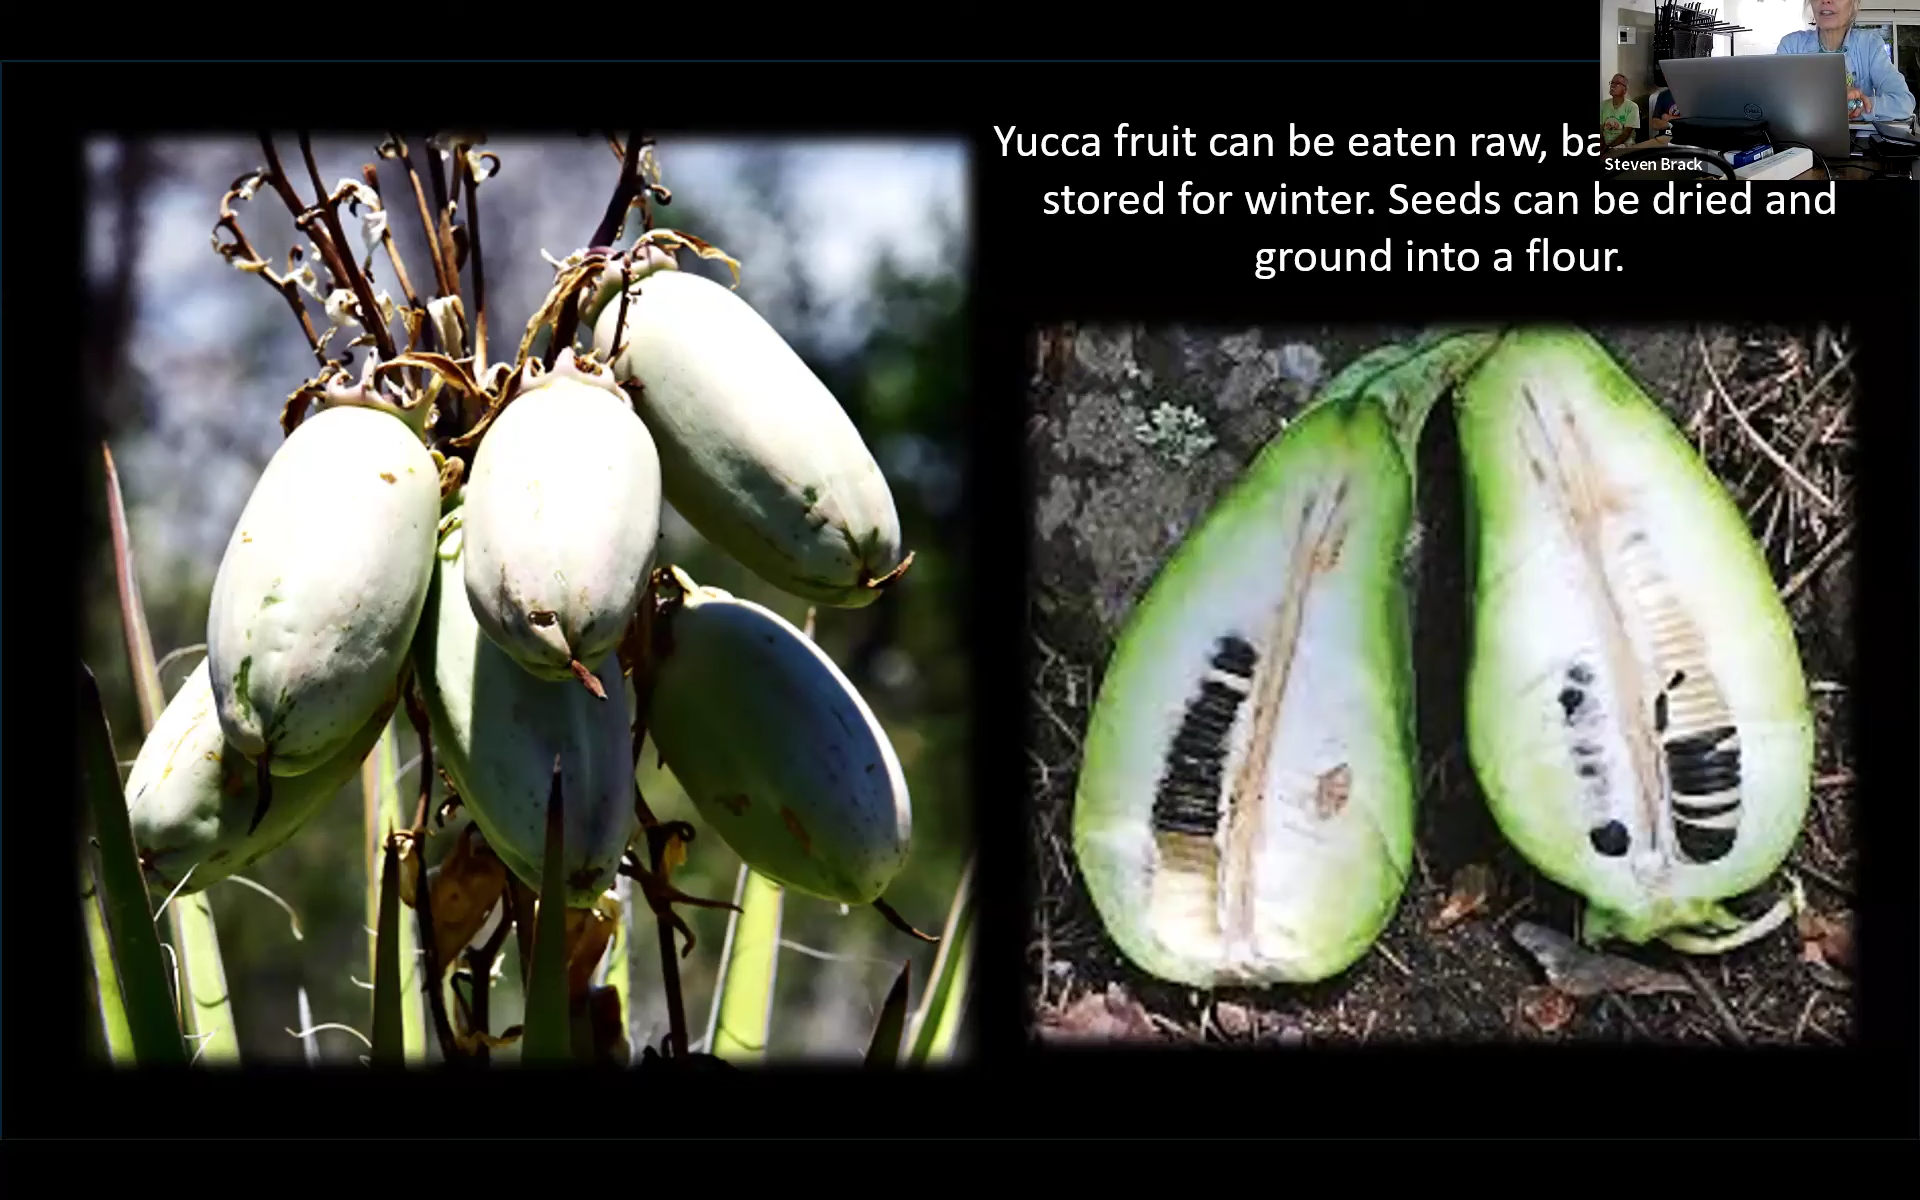 Yucca fruit can be eaten raw,
stored for winter. Seeds can be dried and
ground into a flour.
Steven Brack